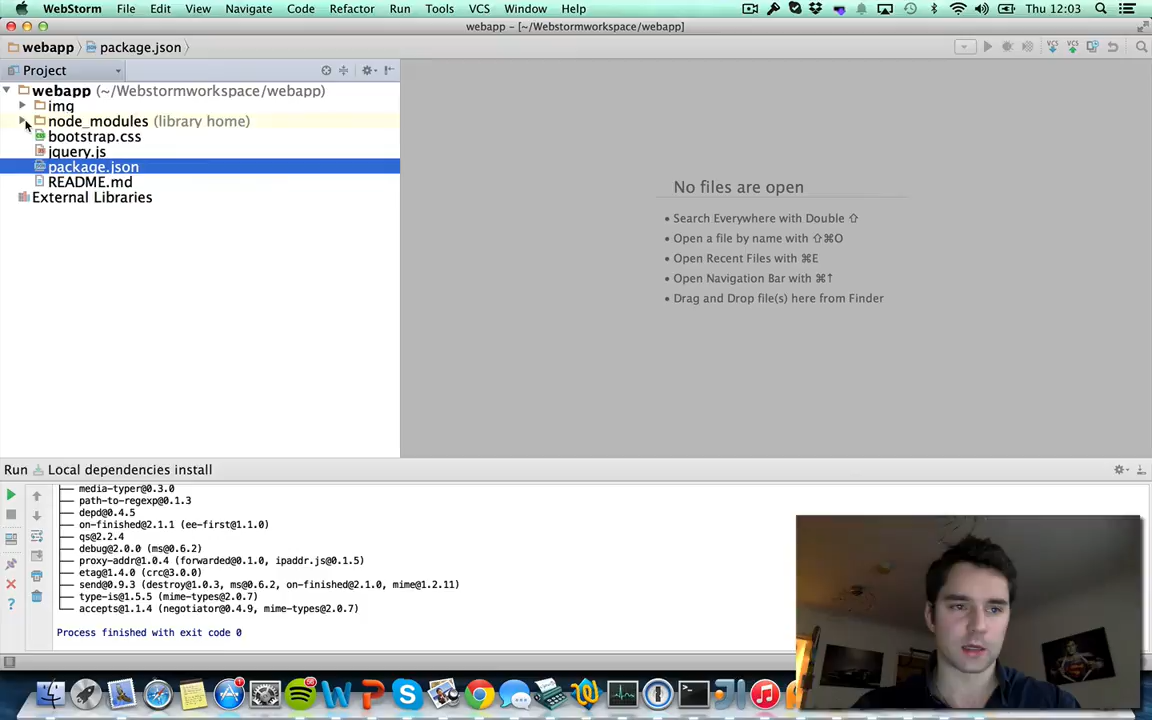 WebStorm File Edit View Navigate Code Refactor Run Tools VCS Window Help Thu 12:03
webapp – [~/Webstormworkspace/webapp]
webapp package.json
VCS VCS
Project
webapp (~/Webstormworkspace/webapp)
img
node_modules (library home)
bootstrap.css
jquery.js
package.json
README.md
External Libraries
No files are open
• Search Everywhere with Double ⇧
• Open a file by name with ⇧⌘O
• Open Recent Files with ⌘E
• Open Navigation Bar with ⌘↑
• Drag and Drop file(s) here from Finder
Run Local dependencies install
├── media-typer@0.3.0
├── path-to-regexp@0.1.3
├── depd@0.4.5
├── on-finished@2.1.1 (ee-first@1.1.0)
├── qs@2.2.4
├── debug@2.0.0 (ms@0.6.2)
├── proxy-addr@1.0.4 (forwarded@0.1.0, ipaddr.js@0.1.5)
├── etag@1.4.0 (crc@3.0.0)
├── send@0.9.3 (destroy@1.0.3, ms@0.6.2, on-finished@2.1.0, mime@1.2.11)
├── type-is@1.5.5 (mime-types@2.0.7)
└── accepts@1.1.4 (negotiator@0.4.9, mime-types@2.0.7)
Process finished with exit code 0